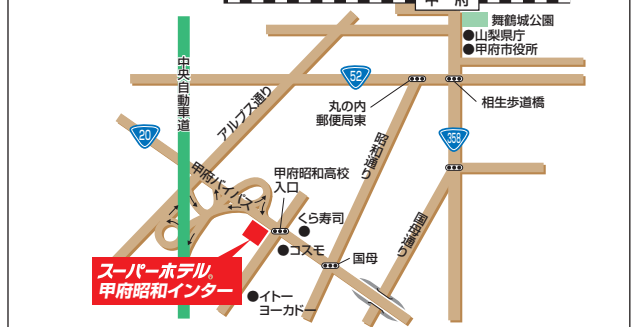 甲 府
舞鶴城公園
山梨県庁
甲府市役所
中央自動車道
52
アルプス通り
丸の内
郵便局東
相生歩道橋
20
昭和通り
358
甲府バイパス
甲府昭和高校
入口
くら寿司
国母通り
コスモ
国母
スーパーホテル®
甲府昭和インター
イトー
ヨーカドー